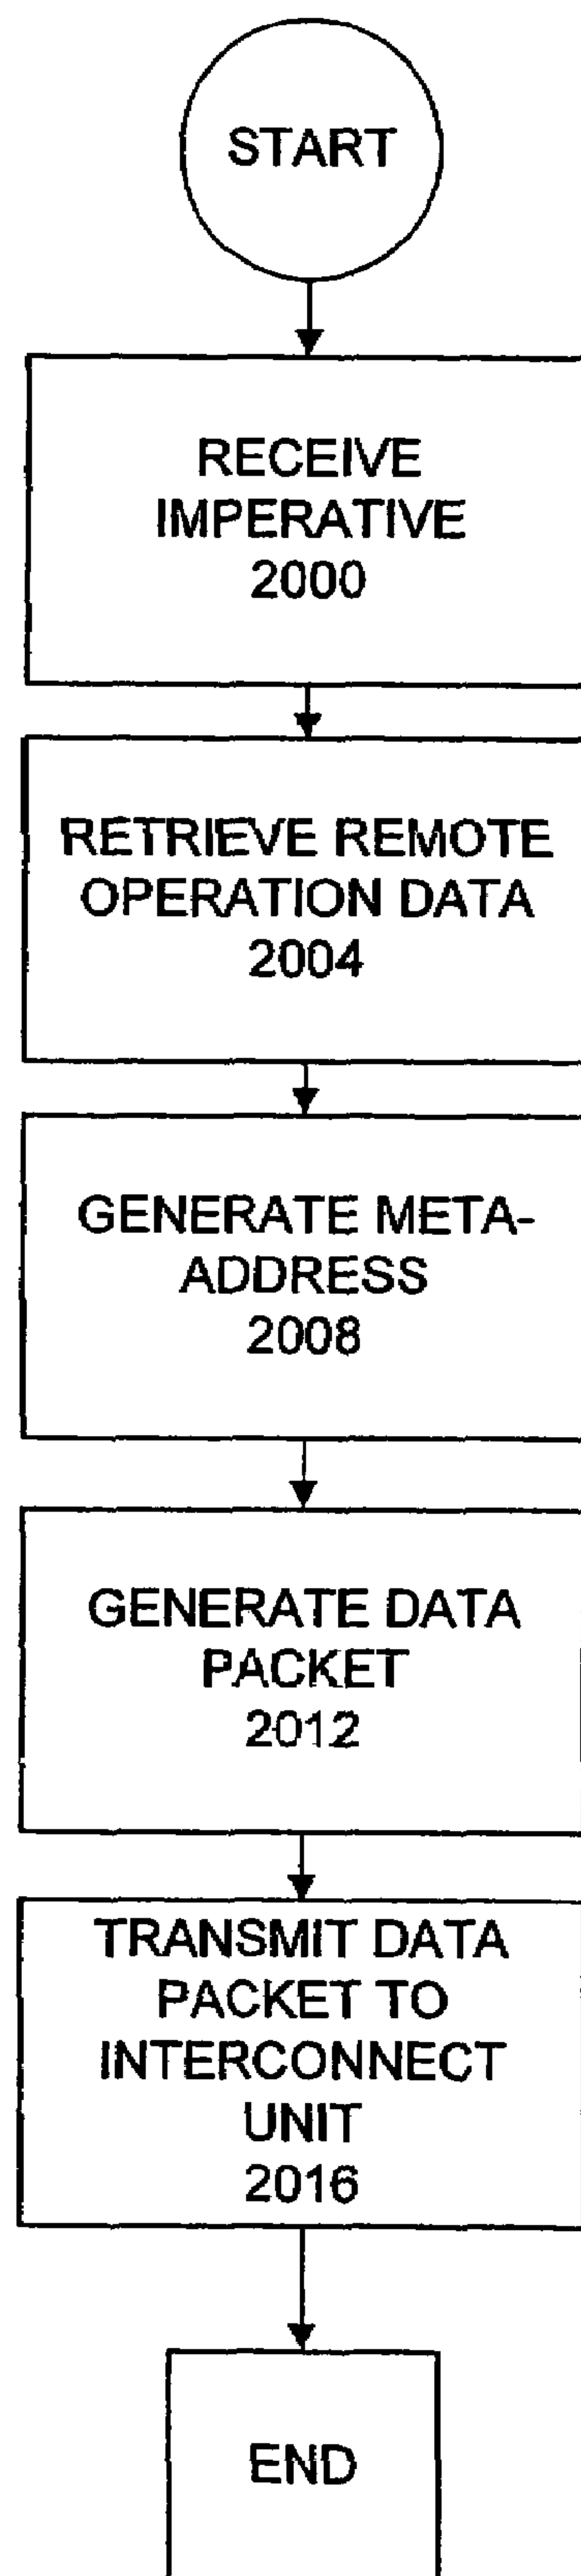 START
RECEIVE
IMPERATIVE
2000
RETRIEVE REMOTE
OPERATION DATA
2004
GENERATE META-
ADDRESS
2008
GENERATE DATA
PACKET
2012
TRANSMIT DATA
PACKET TO
INTERCONNECT
UNIT
2016
END